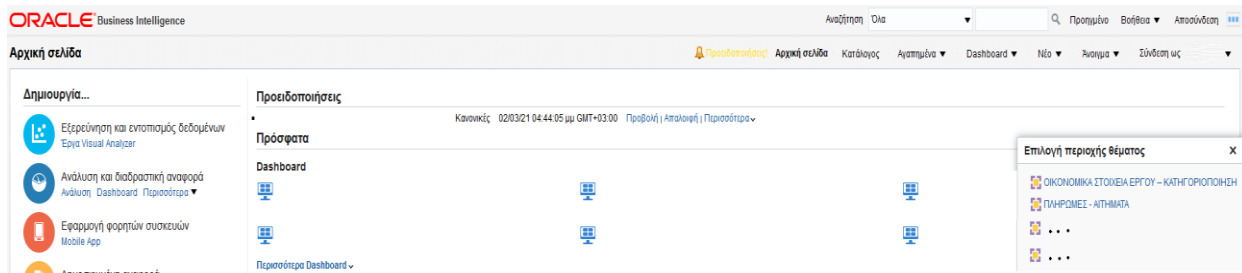 ORACLE Business Intelligence
Αναζήτηση Όλα Προηγμένο Βοήθεια Αποσύνδεση
Αρχική σελίδα
Προειδοποιήσεις! Αρχική σελίδα Κατάλογος Αγαπημένα Dashboard Νέο Άνοιγμα Σύνδεση ως
Δημιουργία...
Εξερεύνηση και εντοπισμός δεδομένων
Έργα Visual Analyzer
Ανάλυση και διαδραστική αναφορά
Ανάλυση Dashboard Περισσότερα
Εφαρμογή φορητών συσκευών
Mobile App
Προειδοποιήσεις
Κανονικές 02/03/21 04:44:05 μμ GMT+03:00 Προβολή | Απαλοιφή | Περισσότερα
Πρόσφατα
Dashboard
Περισσότερα Dashboard
Επιλογή περιοχής θέματος X
ΟΙΚΟΝΟΜΙΚΑ ΣΤΟΙΧΕΙΑ ΕΡΓΟΥ – ΚΑΤΗΓΟΡΙΟΠΟΙΗΣΗ
ΠΛΗΡΩΜΕΣ - ΑΙΤΗΜΑΤΑ
...
...